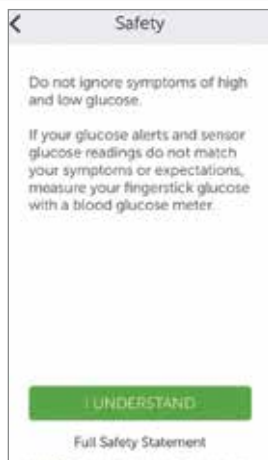 Safety
Do not ignore symptoms of high
and low glucose.
If your glucose alerts and sensor
glucose readings do not match
your symptoms or expectations,
measure your fingerstick glucose
with a blood glucose meter.
I UNDERSTAND
Full Safety Statement